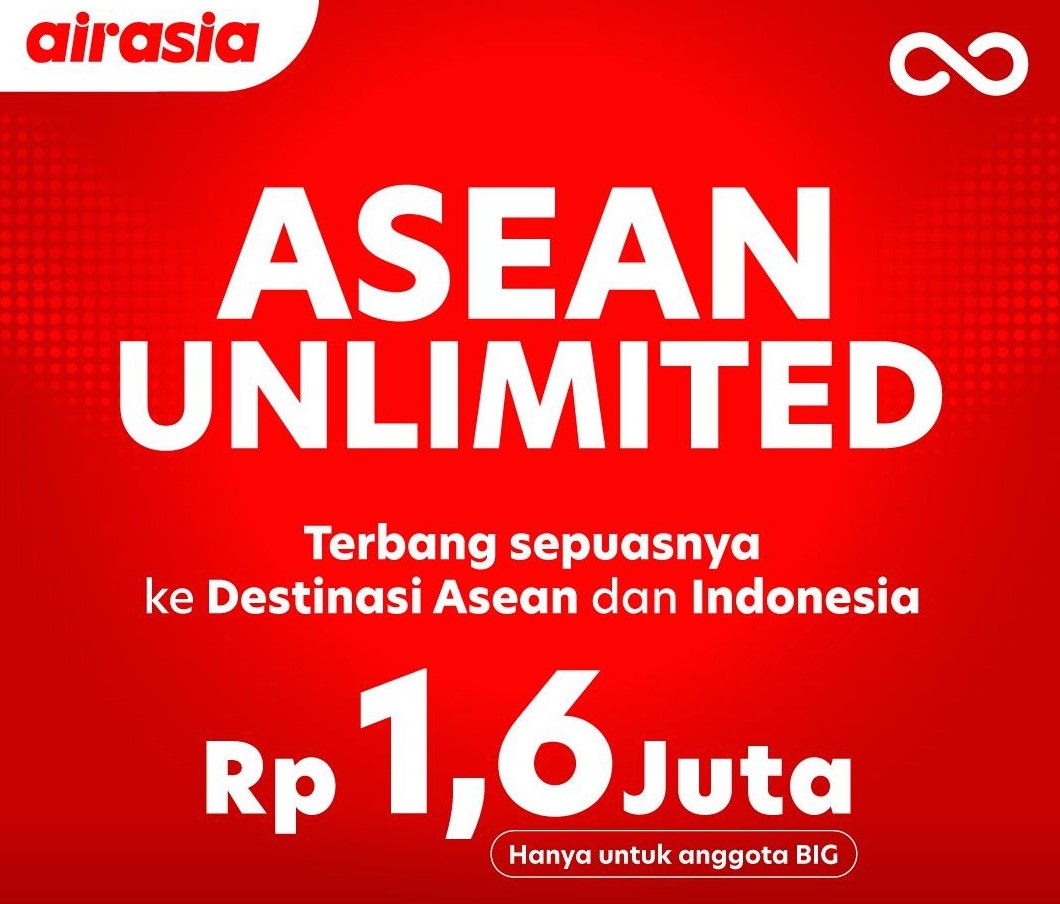 airasia
ASEAN
UNLIMITED
Terbang sepuasnya
ke Destinasi Asean dan Indonesia
Rp 1,6 Juta
Hanya untuk anggota BIG